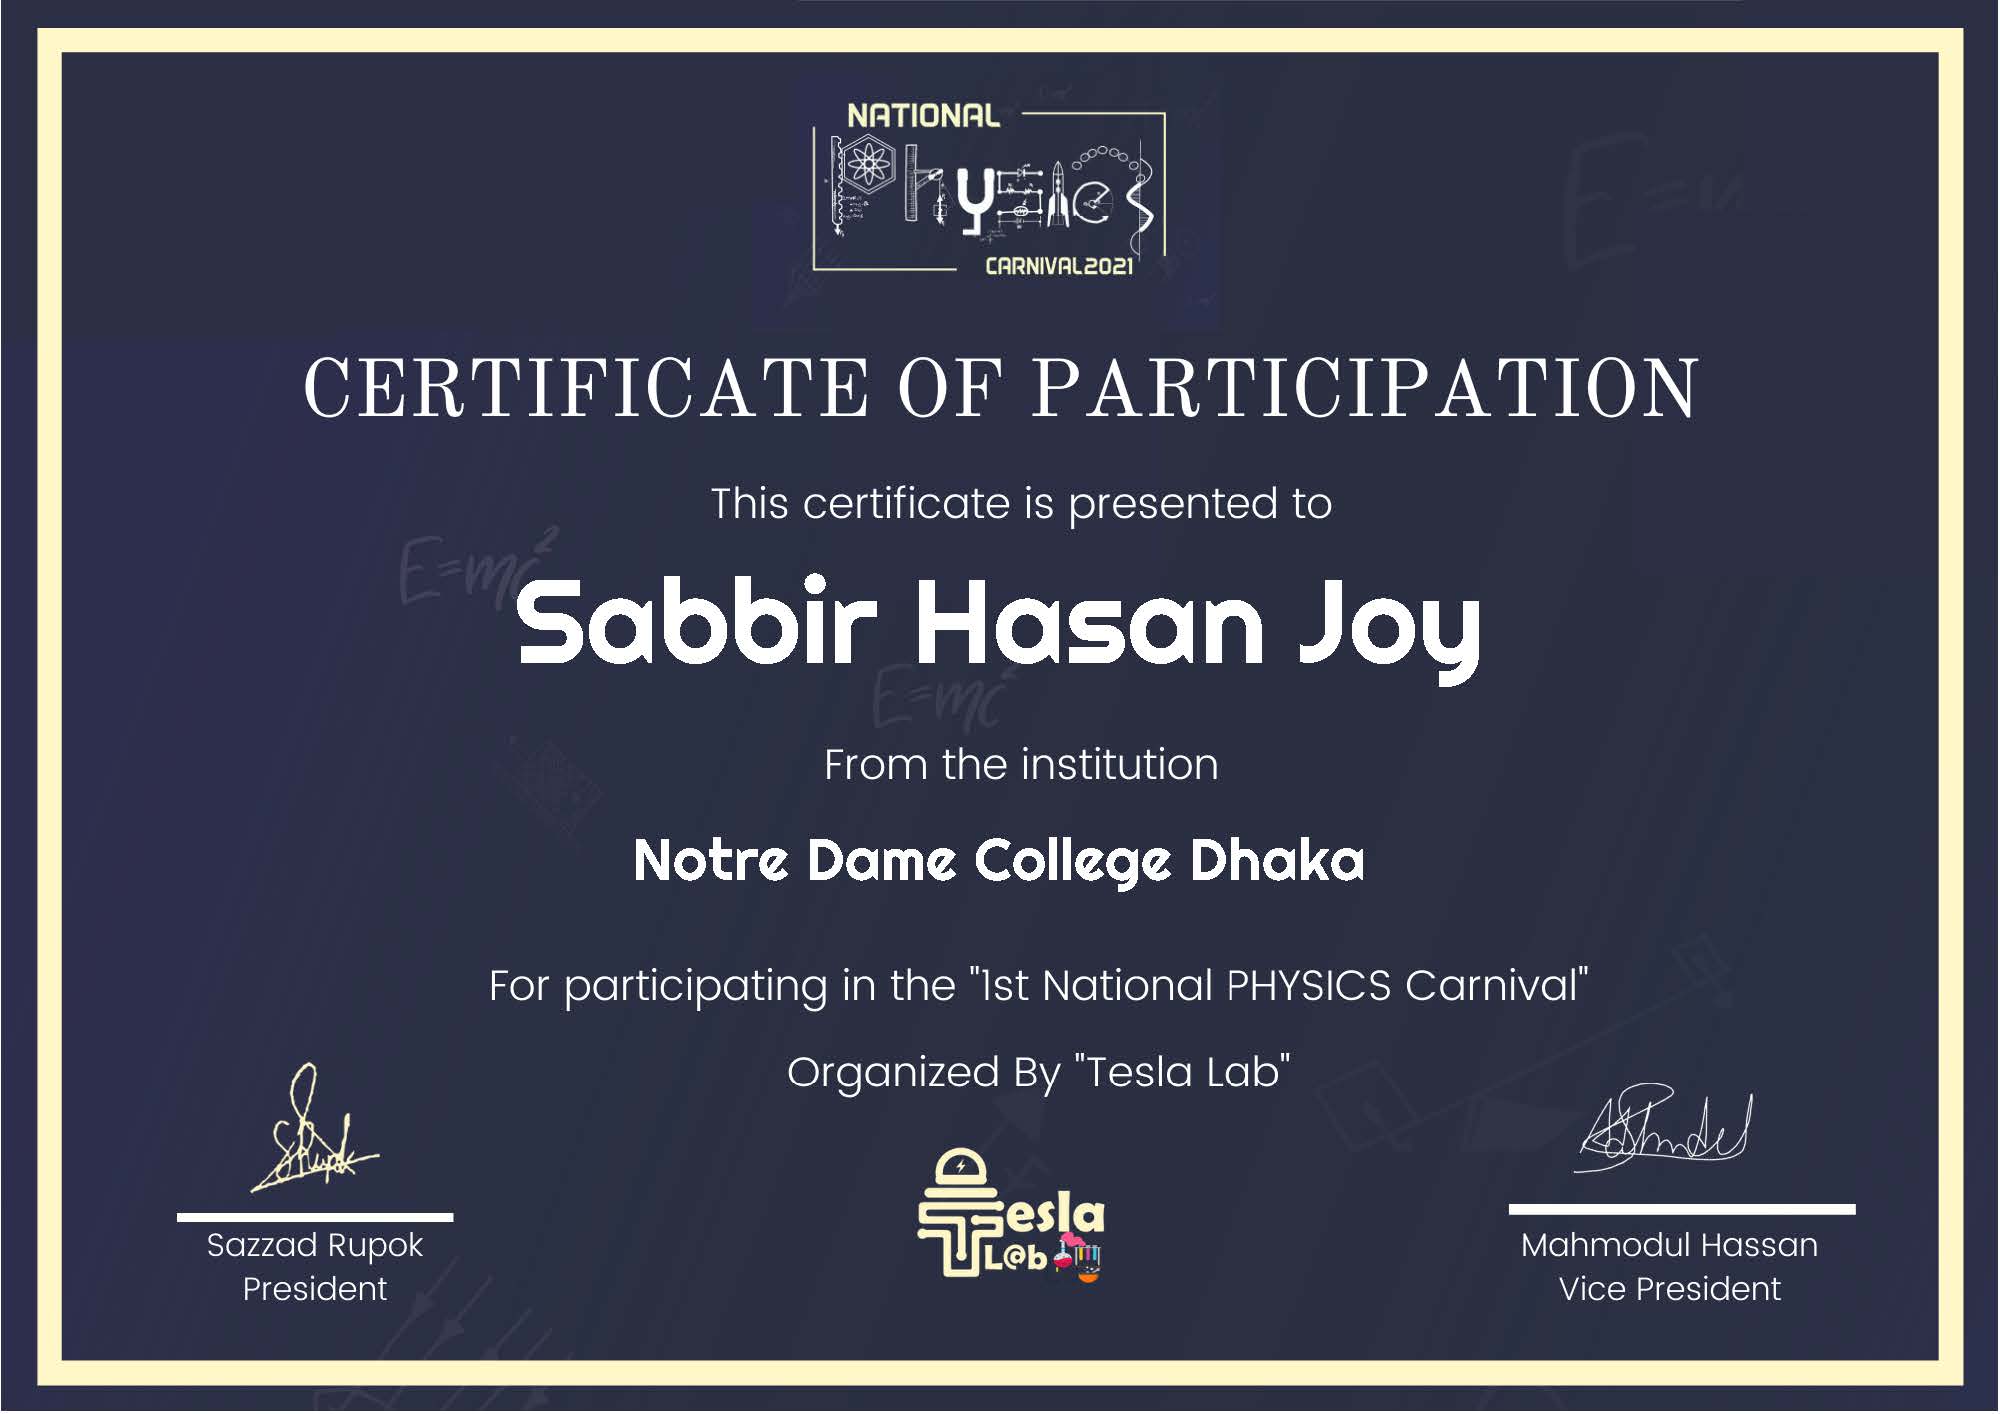 NATIONAL
Physics
CARNIVAL2021
CERTIFICATE OF PARTICIPATION
This certificate is presented to
E=mc²
Sabbir Hasan Joy
E=mc²
From the institution
Notre Dame College Dhaka
For participating in the "1st National PHYSICS Carnival"
Organized By "Tesla Lab"
Tesla
L@b
Sazzad Rupok
President
Mahmodul Hassan
Vice President